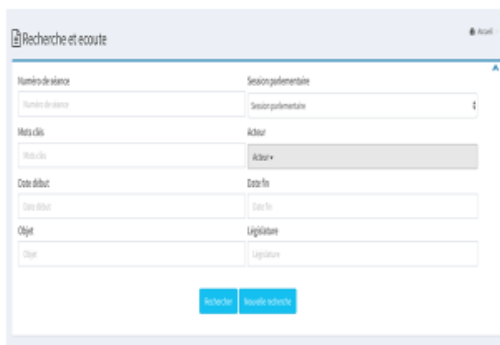 Recherche et ecoute
Accueil
Numéro de séance
Session parlementaire
Numéro de séance
Session parlementaire
Mots clés
Acteur
Mots clés
Acteur
Date début
Date fin
Date début
Date fin
Objet
Législature
Objet
Legislature
Rechercher
Nouvelle recherche